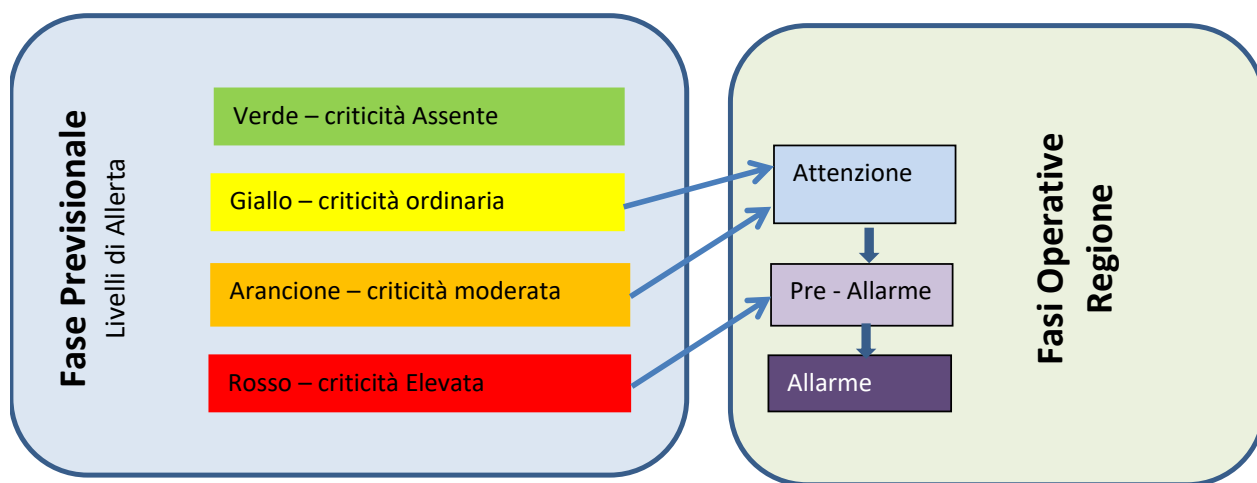 Fase Previsionale
Livelli di Allerta
Verde – criticità Assente
Giallo – criticità ordinaria
Arancione – criticità moderata
Rosso – criticità Elevata
Attenzione
Pre - Allarme
Allarme
Fasi Operative
Regione